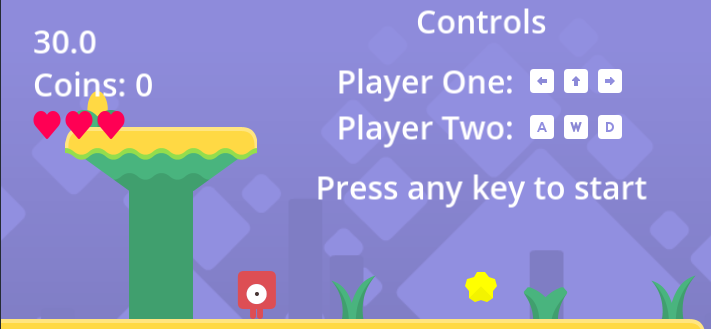 30.0
Coins: 0
Controls
Player One: ← ↑ →
Player Two: A W D
Press any key to start